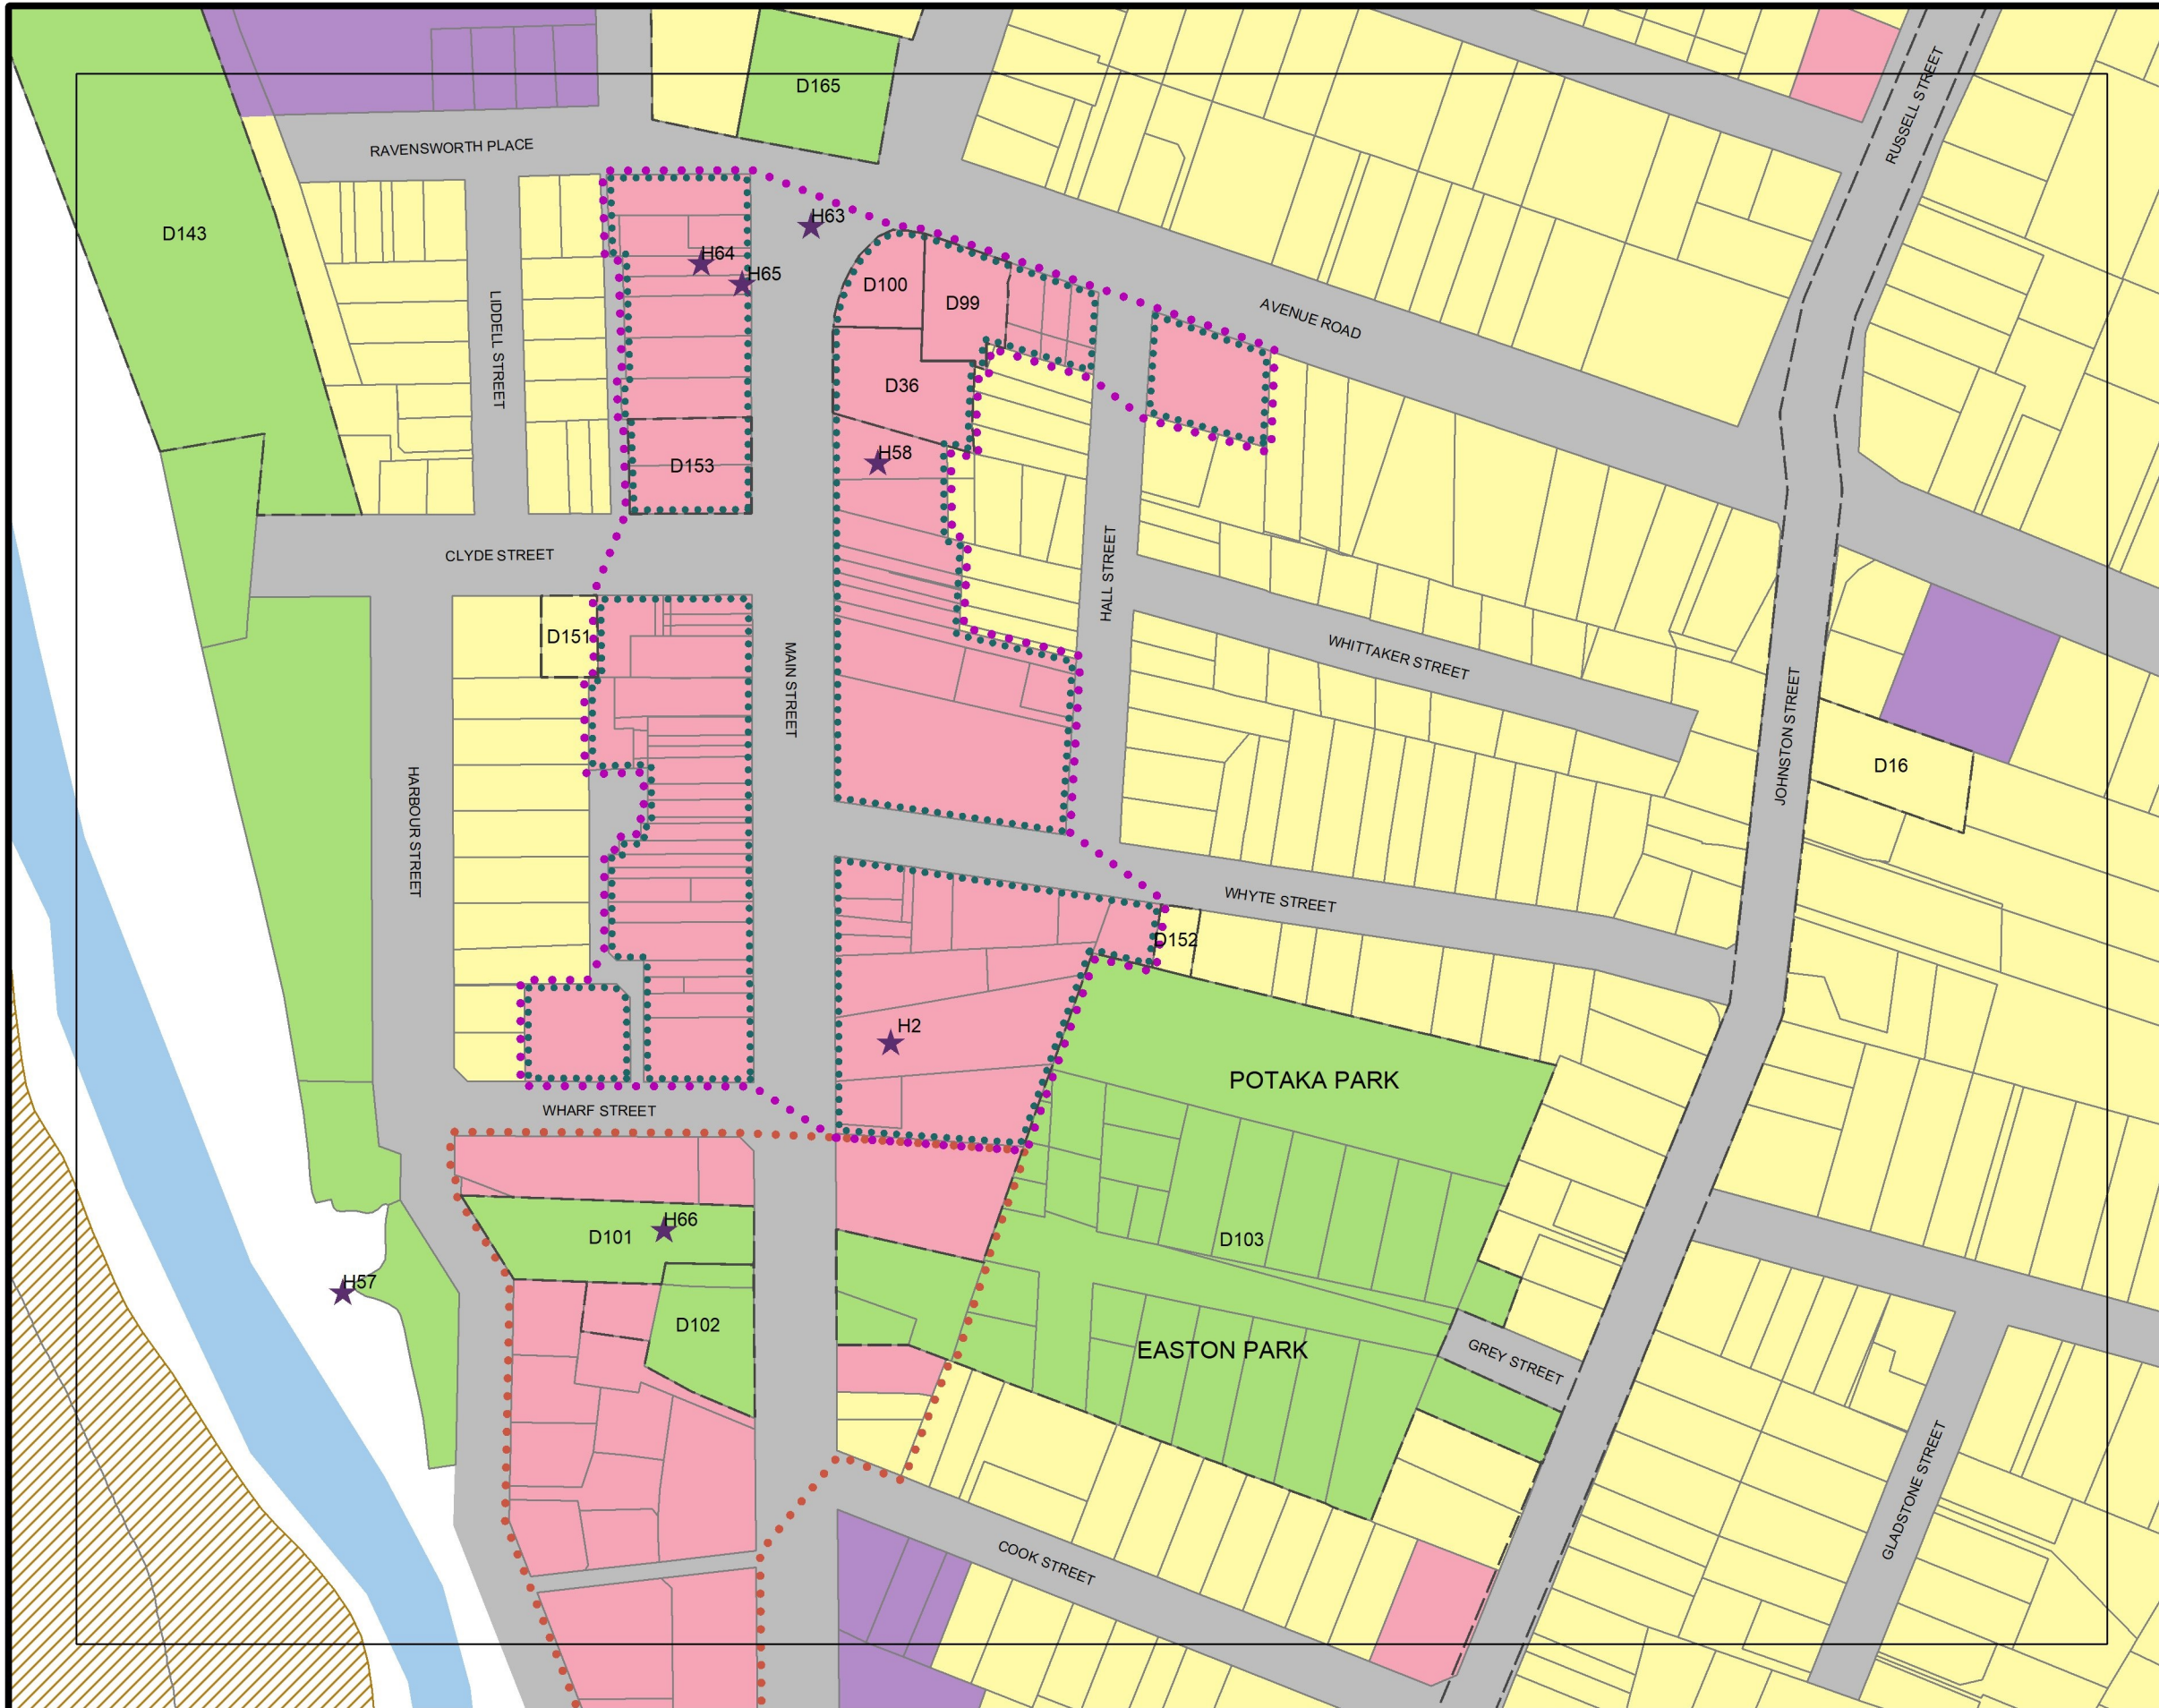 RUSSELL STREET
D165
RAVENSWORTH PLACE
H63
D143
H64
H65
D100
D99
LIDDELL STREET
AVENUE ROAD
D36
H58
D153
CLYDE STREET
HALL STREET
D151
MAIN STREET
WHITTAKER STREET
JOHNSTON STREET
D16
HARBOUR STREET
WHYTE STREET
D152
H2
POTAKA PARK
WHARF STREET
H66
D101
D103
H57
D102
EASTON PARK
GREY STREET
GLADSTONE STREET
COOK STREET